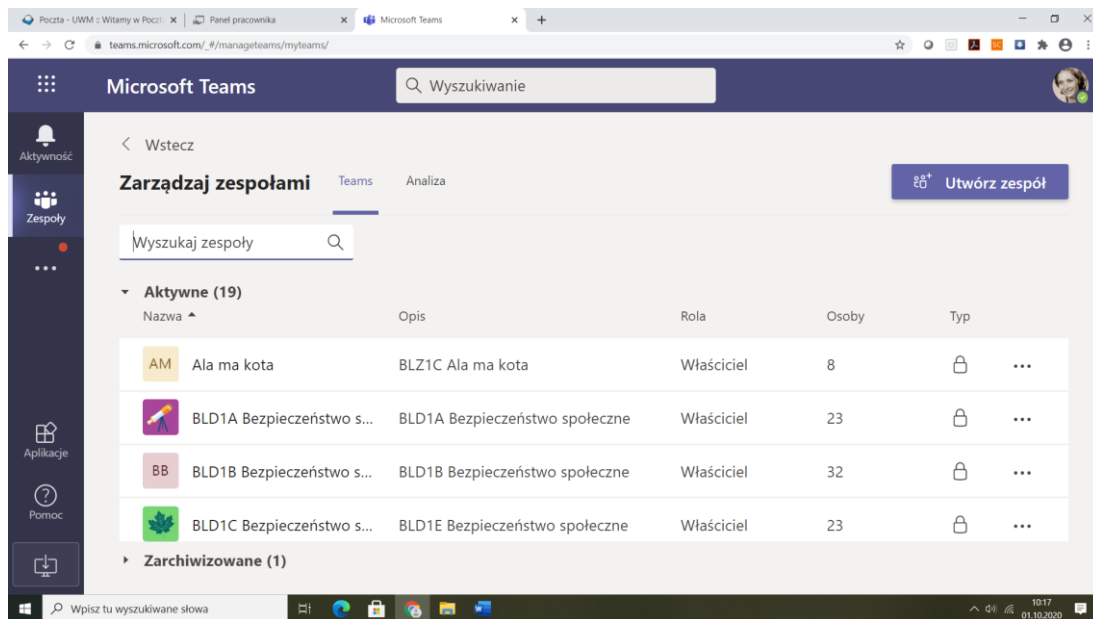 Poczta - UWM :: Witamy w Poczt
Panel pracownika
Microsoft Teams
teams.microsoft.com/_#/manageteams/myteams/
Microsoft Teams
Wyszukiwanie
Aktywność
Zespoły
Aplikacje
Pomoc
Wstecz
Zarządzaj zespołami Teams Analiza
Utwórz zespół
Wyszukaj zespoły
Aktywne (19)
Nazwa Opis Rola Osoby Typ
AM Ala ma kota BLZ1C Ala ma kota Właściciel 8
BLD1A Bezpieczeństwo s... BLD1A Bezpieczeństwo społeczne Właściciel 23
BB BLD1B Bezpieczeństwo s... BLD1B Bezpieczeństwo społeczne Właściciel 32
BLD1C Bezpieczeństwo s... BLD1E Bezpieczeństwo społeczne Właściciel 23
Zarchiwizowane (1)
Wpisz tu wyszukiwane słowa
10:17
01.10.2020